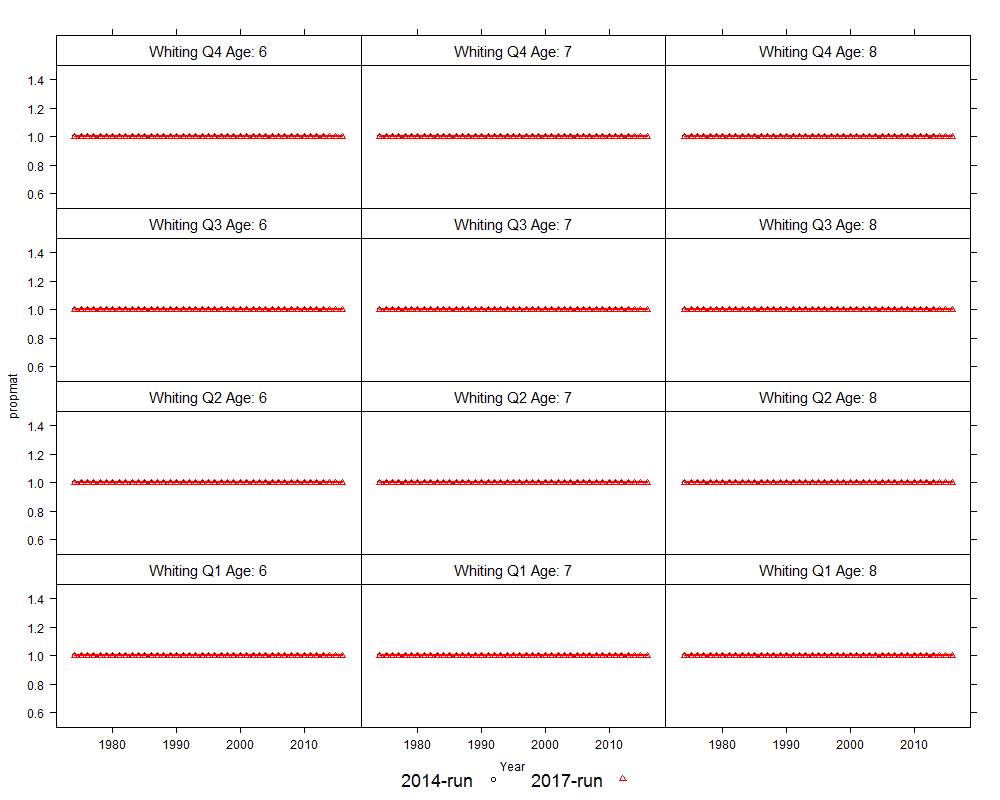 Whiting Q4 Age: 6 Whiting Q4 Age: 7 Whiting Q4 Age: 8
1.4
1.2
1.0
0.8
0.6
Whiting Q3 Age: 6 Whiting Q3 Age: 7 Whiting Q3 Age: 8
1.4
1.2
1.0
0.8
0.6
propmat
Whiting Q2 Age: 6 Whiting Q2 Age: 7 Whiting Q2 Age: 8
1.4
1.2
1.0
0.8
0.6
Whiting Q1 Age: 6 Whiting Q1 Age: 7 Whiting Q1 Age: 8
1.4
1.2
1.0
0.8
0.6
1980 1990 2000 2010 1980 1990 2000 2010 1980 1990 2000 2010
Year
2014-run 2017-run